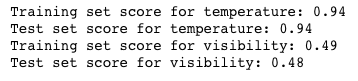 Training set score for temperature: 0.94
Test set score for temperature: 0.94
Training set score for visibility: 0.49
Test set score for visibility: 0.48